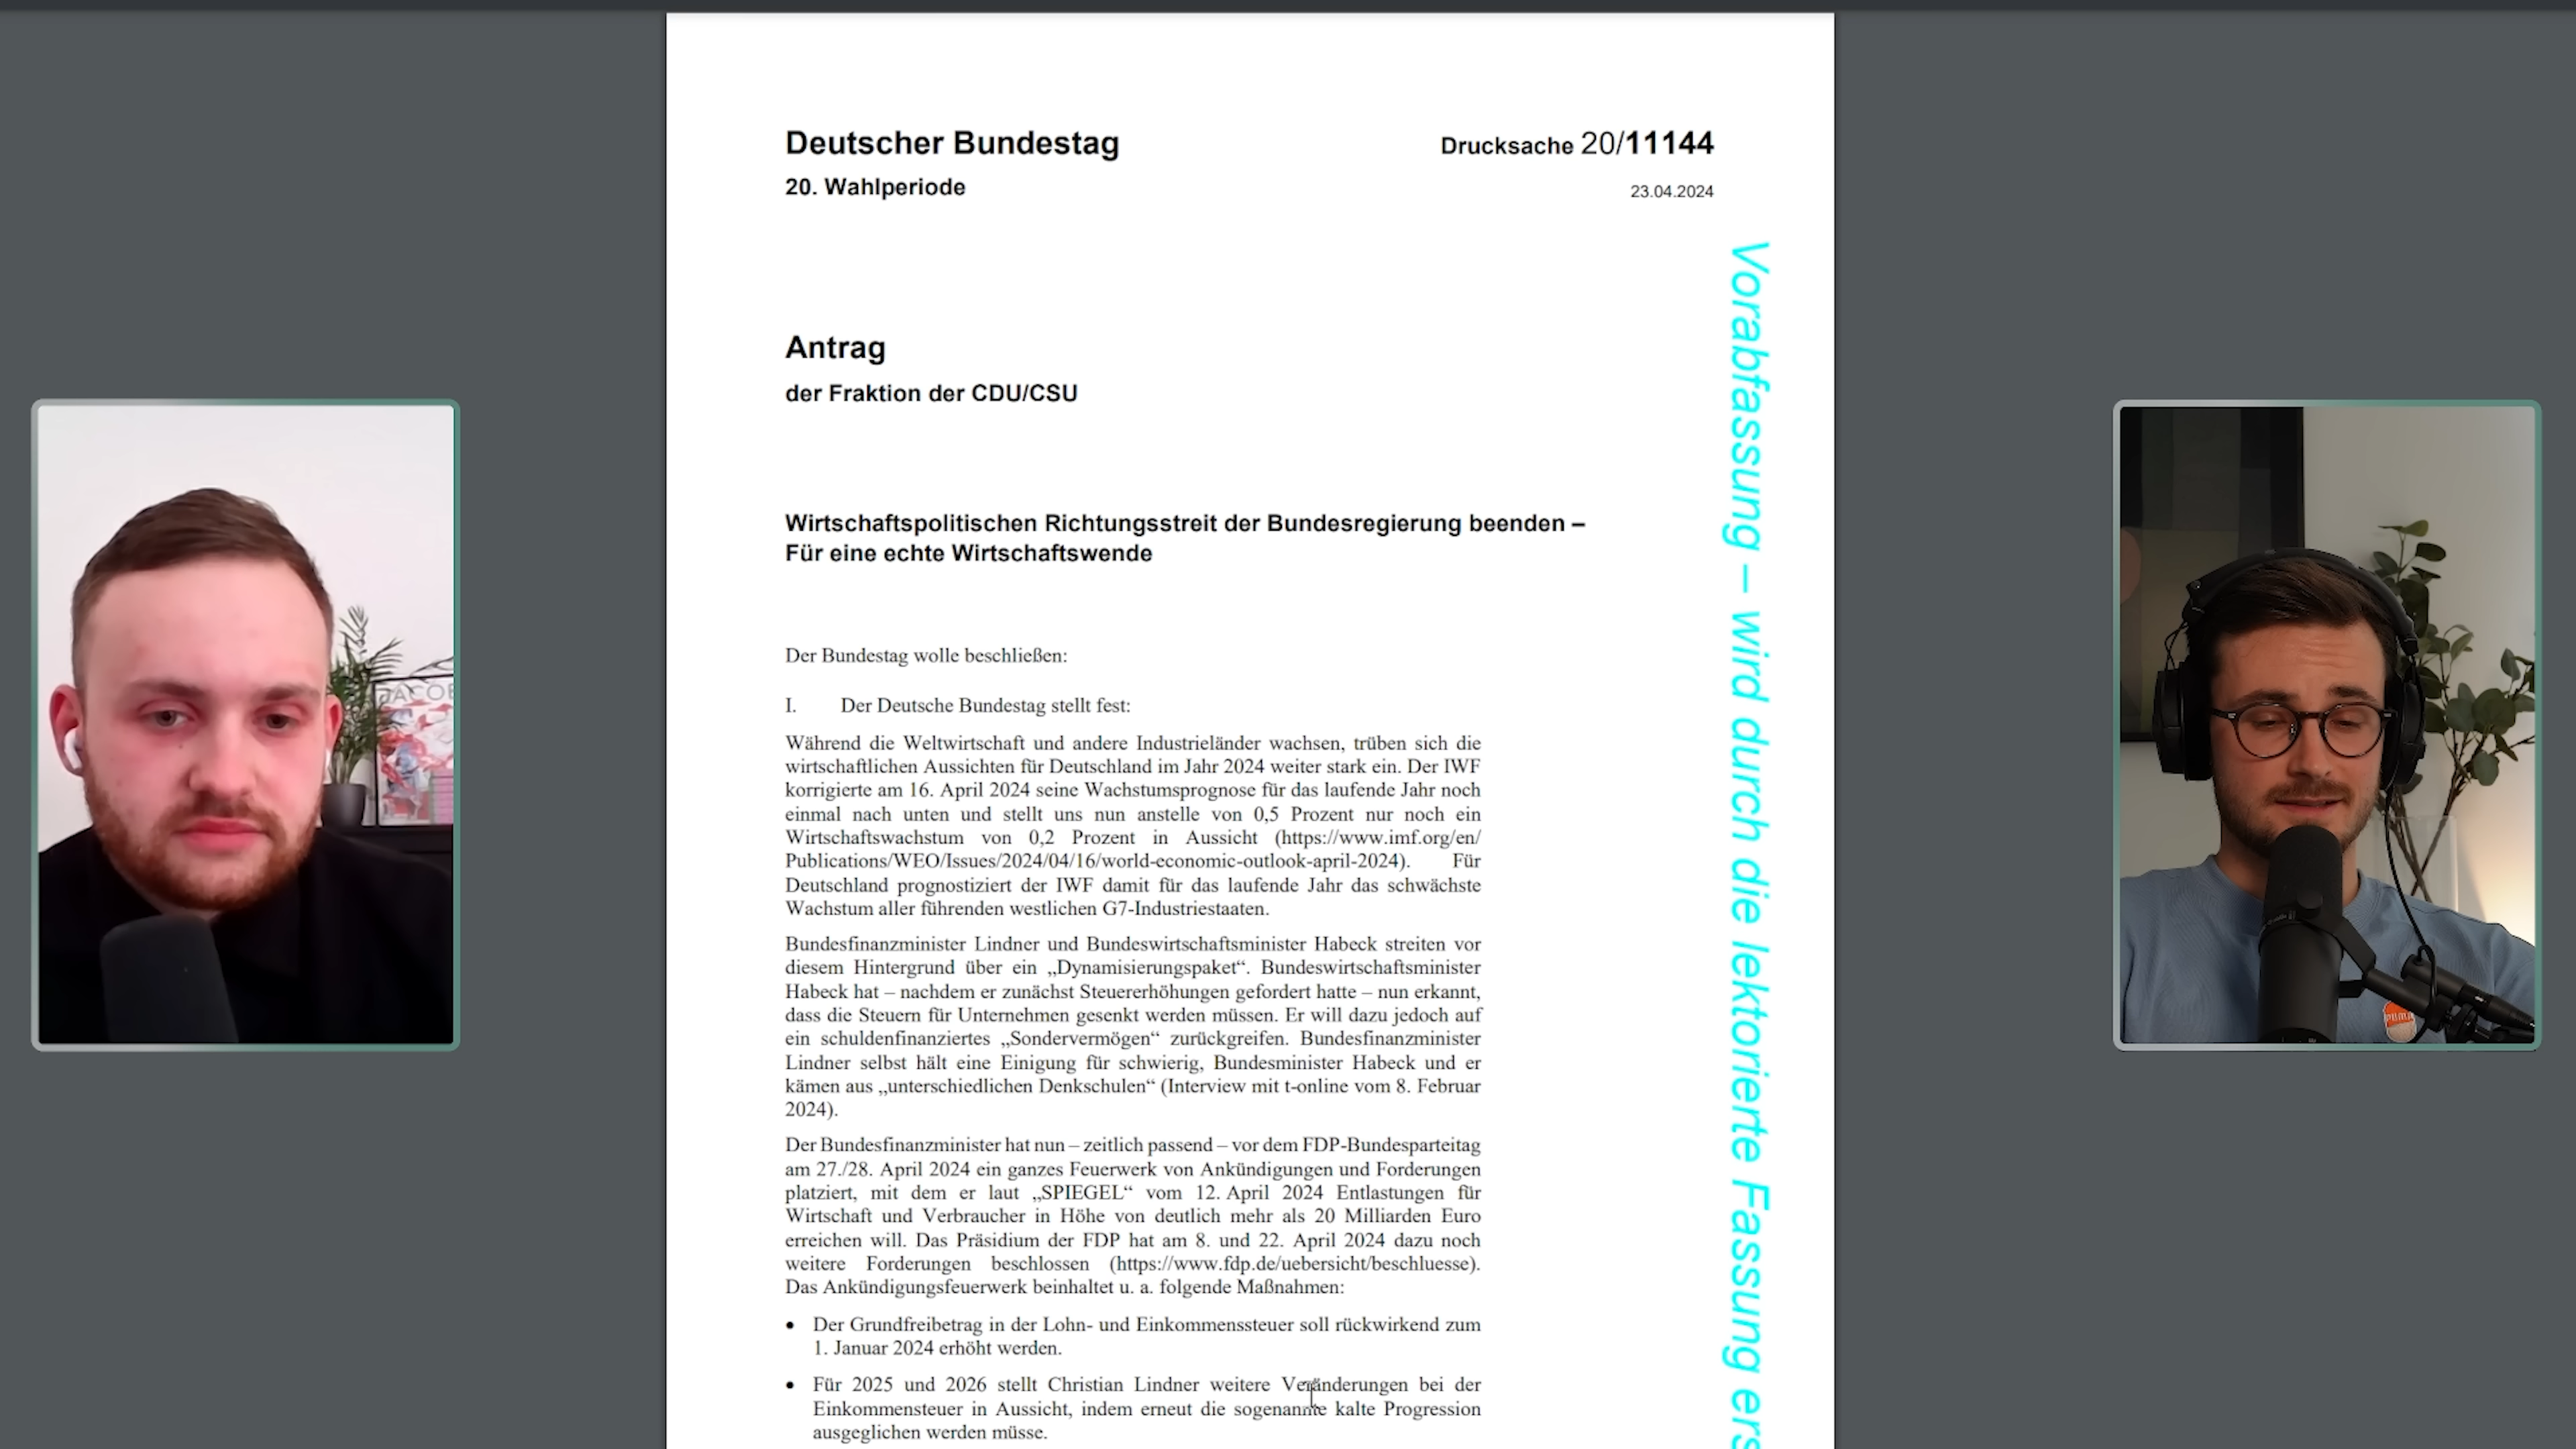 Deutscher Bundestag
Drucksache 20/11144
20. Wahlperiode
23.04.2024
Antrag
der Fraktion der CDU/CSU
Wirtschaftspolitischen Richtungsstreit der Bundesregierung beenden –
Für eine echte Wirtschaftswende
Der Bundestag wolle beschließen:
I. Der Deutsche Bundestag stellt fest:
Während die Weltwirtschaft und andere Industrieländer wachsen, trüben sich die
wirtschaftlichen Aussichten für Deutschland im Jahr 2024 weiter stark ein. Der IWF
korrigierte am 16. April 2024 seine Wachstumsprognose für das laufende Jahr noch
einmal nach unten und stellt uns nun anstelle von 0,5 Prozent nur noch ein
Wirtschaftswachstum von 0,2 Prozent in Aussicht (https://www.imf.org/en/
Publications/WEO/Issues/2024/04/16/world-economic-outlook-april-2024). Für
Deutschland prognostiziert der IWF damit für das laufende Jahr das schwächste
Wachstum aller führenden westlichen G7-Industriestaaten.
Bundesfinanzminister Lindner und Bundeswirtschaftsminister Habeck streiten vor
diesem Hintergrund über ein „Dynamisierungspaket“. Bundeswirtschaftsminister
Habeck hat – nachdem er zunächst Steuererhöhungen gefordert hatte – nun erkannt,
dass die Steuern für Unternehmen gesenkt werden müssen. Er will dazu jedoch auf
ein schuldenfinanziertes „Sondervermögen“ zurückgreifen. Bundesfinanzminister
Lindner selbst hält eine Einigung für schwierig, Bundesminister Habeck und er
kämen aus „unterschiedlichen Denkschulen“ (Interview mit t-online vom 8. Februar
2024).
Der Bundesfinanzminister hat nun – zeitlich passend – vor dem FDP-Bundesparteitag
am 27./28. April 2024 ein ganzes Feuerwerk von Ankündigungen und Forderungen
platziert, mit dem er laut „SPIEGEL“ vom 12. April 2024 Entlastungen für
Wirtschaft und Verbraucher in Höhe von deutlich mehr als 20 Milliarden Euro
erreichen will. Das Präsidium der FDP hat am 8. und 22. April 2024 dazu noch
weitere Forderungen beschlossen (https://www.fdp.de/uebersicht/beschluesse).
Das Ankündigungsfeuerwerk beinhaltet u. a. folgende Maßnahmen:
• Der Grundfreibetrag in der Lohn- und Einkommenssteuer soll rückwirkend zum
1. Januar 2024 erhöht werden.
• Für 2025 und 2026 stellt Christian Lindner weitere Veränderungen bei der
Einkommensteuer in Aussicht, indem erneut die sogenannte kalte Progression
ausgeglichen werden müsse.
Vorabfassung – wird durch die lektorierte Fassung ers
JACOB
PUMA